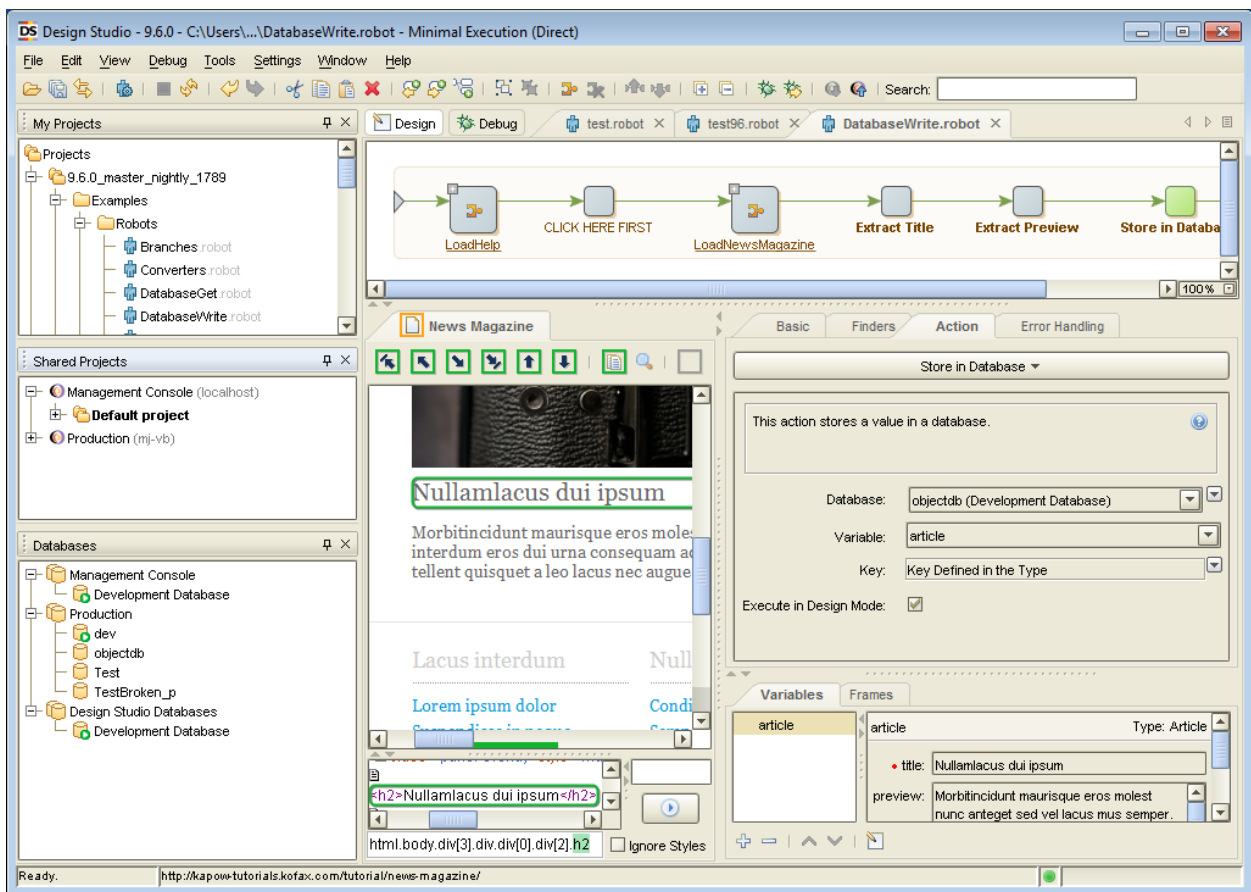 DS Design Studio - 9.6.0 - C:\Users\...\DatabaseWrite.robot - Minimal Execution (Direct)
File Edit View Debug Tools Settings Window Help
Search:
My Projects
Projects
9.6.0_master_nightly_1789
Examples
Robots
Branches.robot
Converters.robot
DatabaseGet.robot
DatabaseWrite.robot
Shared Projects
Management Console (localhost)
Default project
Production (mj-vb)
Databases
Management Console
Development Database
Production
dev
objectdb
Test
TestBroken_p
Design Studio Databases
Development Database
Design Debug test.robot test96.robot DatabaseWrite.robot
LoadHelp CLICK HERE FIRST LoadNewsMagazine Extract Title Extract Preview Store in Databa
100%
News Magazine
Nullamlacus dui ipsum
Morbitincidunt maurisque eros moles
interdum eros dui urna consequam ac
tellent quisquet a leo lacus nec augue
Lacus interdum Null
Lorem ipsum dolor Condi
<h2>Nullamlacus dui ipsum</h2>
html.body.div[3].div.div[0].div[2].h2 Ignore Styles
Basic Finders Action Error Handling
Store in Database
This action stores a value in a database.
Database: objectdb (Development Database)
Variable: article
Key: Key Defined in the Type
Execute in Design Mode:
Variables Frames
article
article Type: Article
title: Nullamlacus dui ipsum
preview: Morbitincidunt maurisque eros molest
nunc anteget sed vel lacus mus semper.
Ready. http://kapow-tutorials.kofax.com/tutorial/news-magazine/